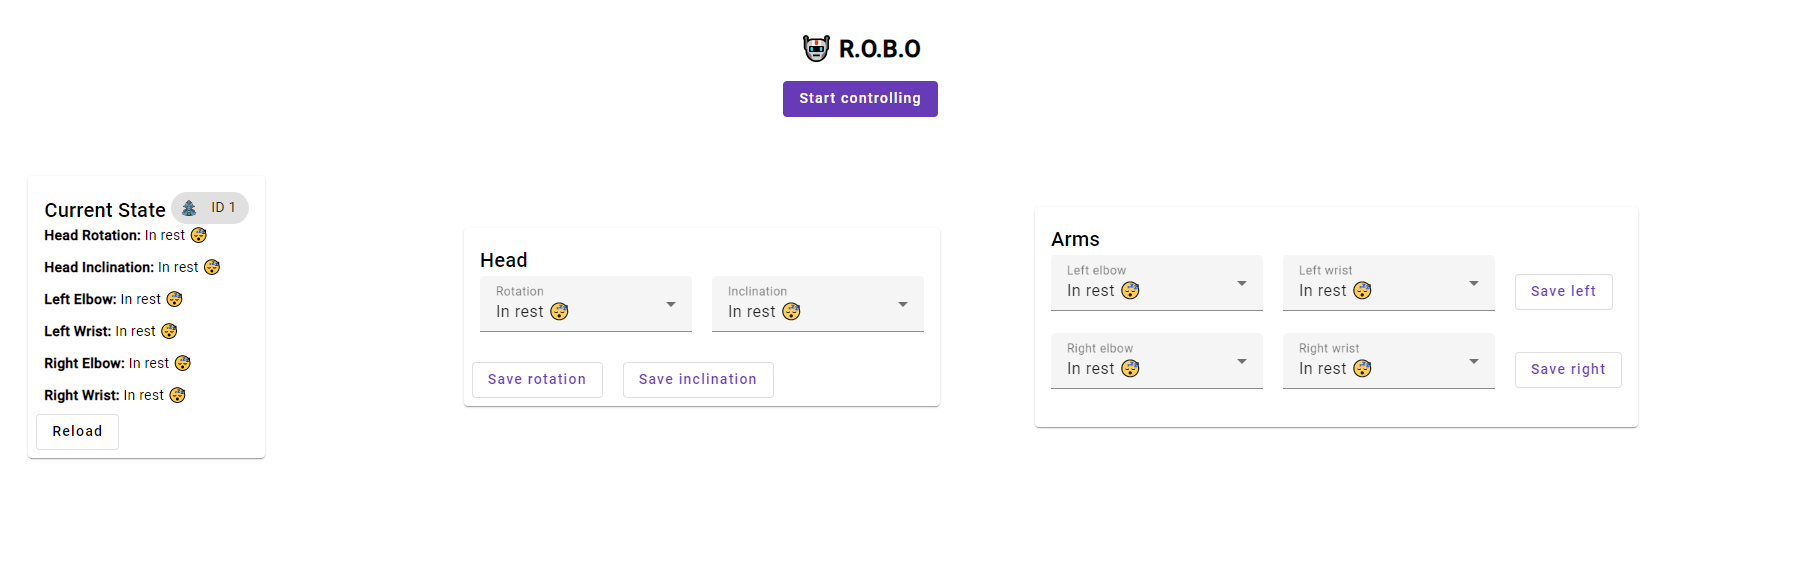 R.O.B.O
Start controlling
Current State
ID 1
Head Rotation: In rest 😴
Head Inclination: In rest 😴
Left Elbow: In rest 😴
Left Wrist: In rest 😴
Right Elbow: In rest 😴
Right Wrist: In rest 😴
Reload
Head
Rotation
In rest 😴
Inclination
In rest 😴
Save rotation
Save inclination
Arms
Left elbow
In rest 😴
Left wrist
In rest 😴
Save left
Right elbow
In rest 😴
Right wrist
In rest 😴
Save right